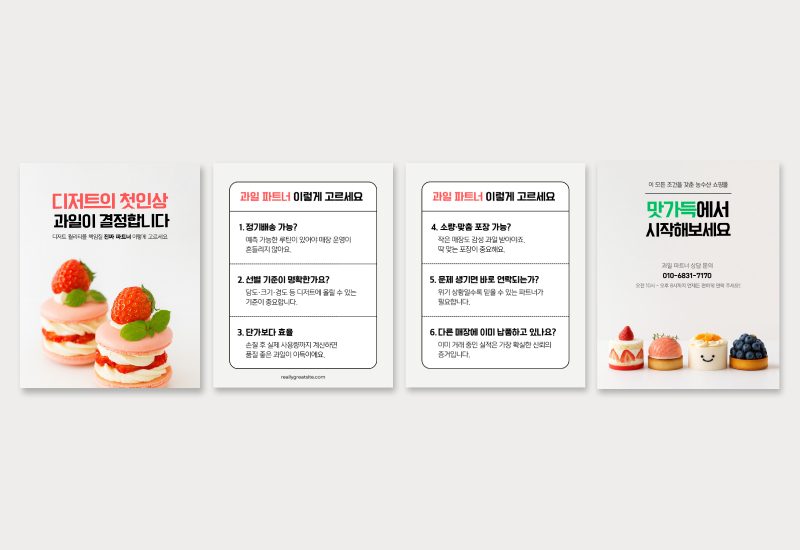 디저트의 첫인상
과일이 결정합니다
디저트 퀄리티를 책임질 진짜 파트너 이렇게 고르세요
과일 파트너 이렇게 고르세요
1. 정기배송 가능?
예측 가능한 루틴이 있어야 매장 운영이
흔들리지 않아요.
2. 선별 기준이 명확한가요?
당도·크기·경도 등 디저트에 올릴 수 있는
기준이 중요합니다.
3. 단가보다 효율
손질 후 실제 사용량까지 계산하면
품질 좋은 과일이 이득이에요.
reallygreatsite.com
과일 파트너 이렇게 고르세요
4. 소량·맞춤 포장 가능?
작은 매장도 감성 과일 받아야죠.
딱 맞는 포장이 중요해요.
5. 문제 생기면 바로 연락되는가?
위기 상황일수록 믿을 수 있는 파트너가
필요합니다.
6. 다른 매장에 이미 납품하고 있나요?
이미 거래 중인 실적은 가장 확실한 신뢰의
증거입니다.
이 모든 조건을 갖춘 농수산 쇼핑몰
맛가득에서
시작해보세요
과일 파트너 상담 문의
010-6831-7170